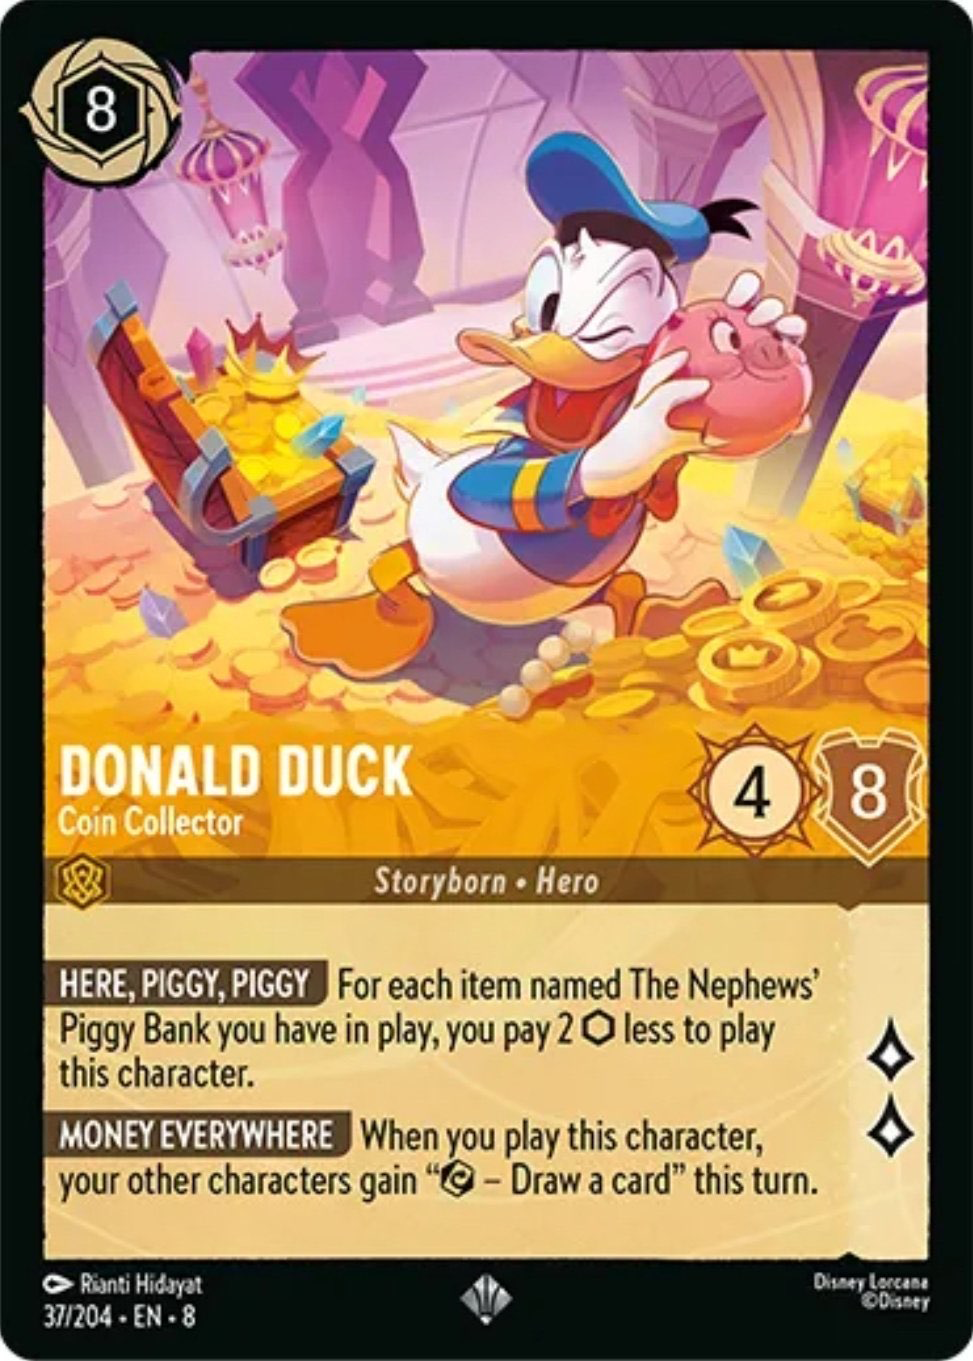 8
DONALD DUCK
Coin Collector
4 8
Storyborn • Hero
HERE, PIGGY, PIGGY For each item named The Nephews’
Piggy Bank you have in play, you pay 2 ⬡ less to play
this character.
MONEY EVERYWHERE When you play this character,
your other characters gain “⟳ – Draw a card” this turn.
Rianti Hidayat
37/204 • EN • 8
Disney Lorcana
©Disney